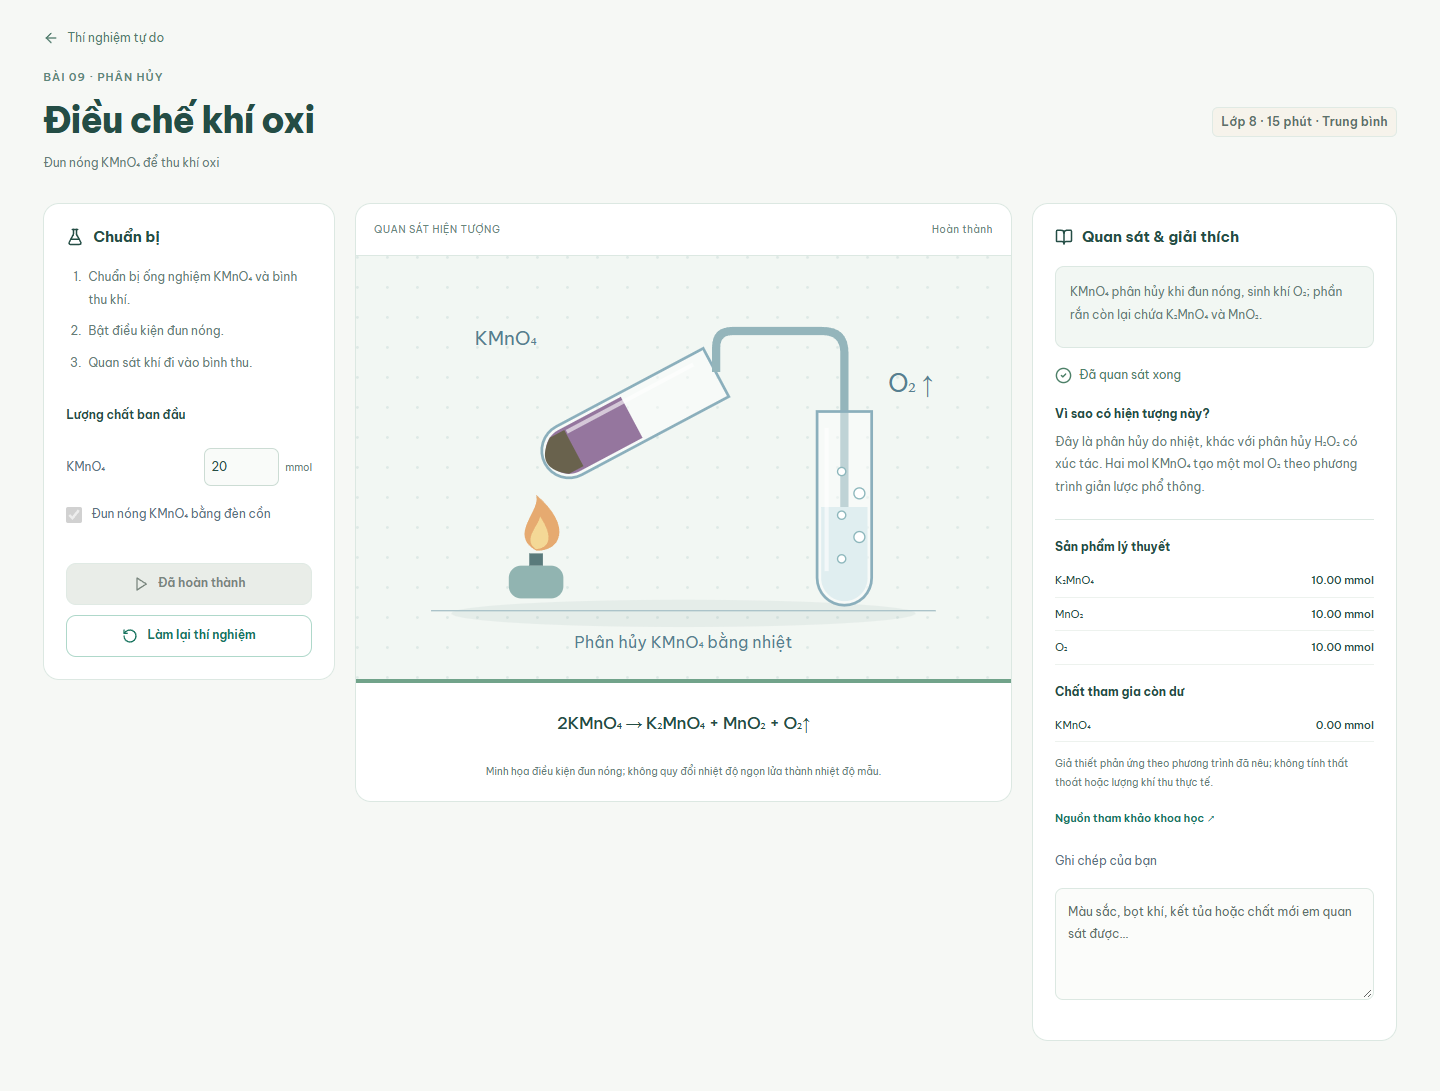 Thí nghiệm tự do
BÀI 09 · PHÂN HỦY
Điều chế khí oxi
Lớp 8 · 15 phút · Trung bình
Đun nóng KMnO₄ để thu khí oxi
Chuẩn bị
1. Chuẩn bị ống nghiệm KMnO₄ và bình
thu khí.
2. Bật điều kiện đun nóng.
3. Quan sát khí đi vào bình thu.
Lượng chất ban đầu
KMnO₄ 20 mmol
Đun nóng KMnO₄ bằng đèn cồn
Đã hoàn thành
Làm lại thí nghiệm
QUAN SÁT HIỆN TƯỢNG
Hoàn thành
KMnO₄
O₂ ↑
Phân hủy KMnO₄ bằng nhiệt
2KMnO₄ → K₂MnO₄ + MnO₂ + O₂↑
Minh họa điều kiện đun nóng; không quy đổi nhiệt độ ngọn lửa thành nhiệt độ mẫu.
Quan sát & giải thích
KMnO₄ phân hủy khi đun nóng, sinh khí O₂; phần
rắn còn lại chứa K₂MnO₄ và MnO₂.
Đã quan sát xong
Vì sao có hiện tượng này?
Đây là phân hủy do nhiệt, khác với phân hủy H₂O₂ có
xúc tác. Hai mol KMnO₄ tạo một mol O₂ theo phương
trình giản lược phổ thông.
Sản phẩm lý thuyết
K₂MnO₄ 10.00 mmol
MnO₂ 10.00 mmol
O₂ 10.00 mmol
Chất tham gia còn dư
KMnO₄ 0.00 mmol
Giả thiết phản ứng theo phương trình đã nêu; không tính thất
thoát hoặc lượng khí thu thực tế.
Nguồn tham khảo khoa học ↗
Ghi chép của bạn
Màu sắc, bọt khí, kết tủa hoặc chất mới em quan
sát được...